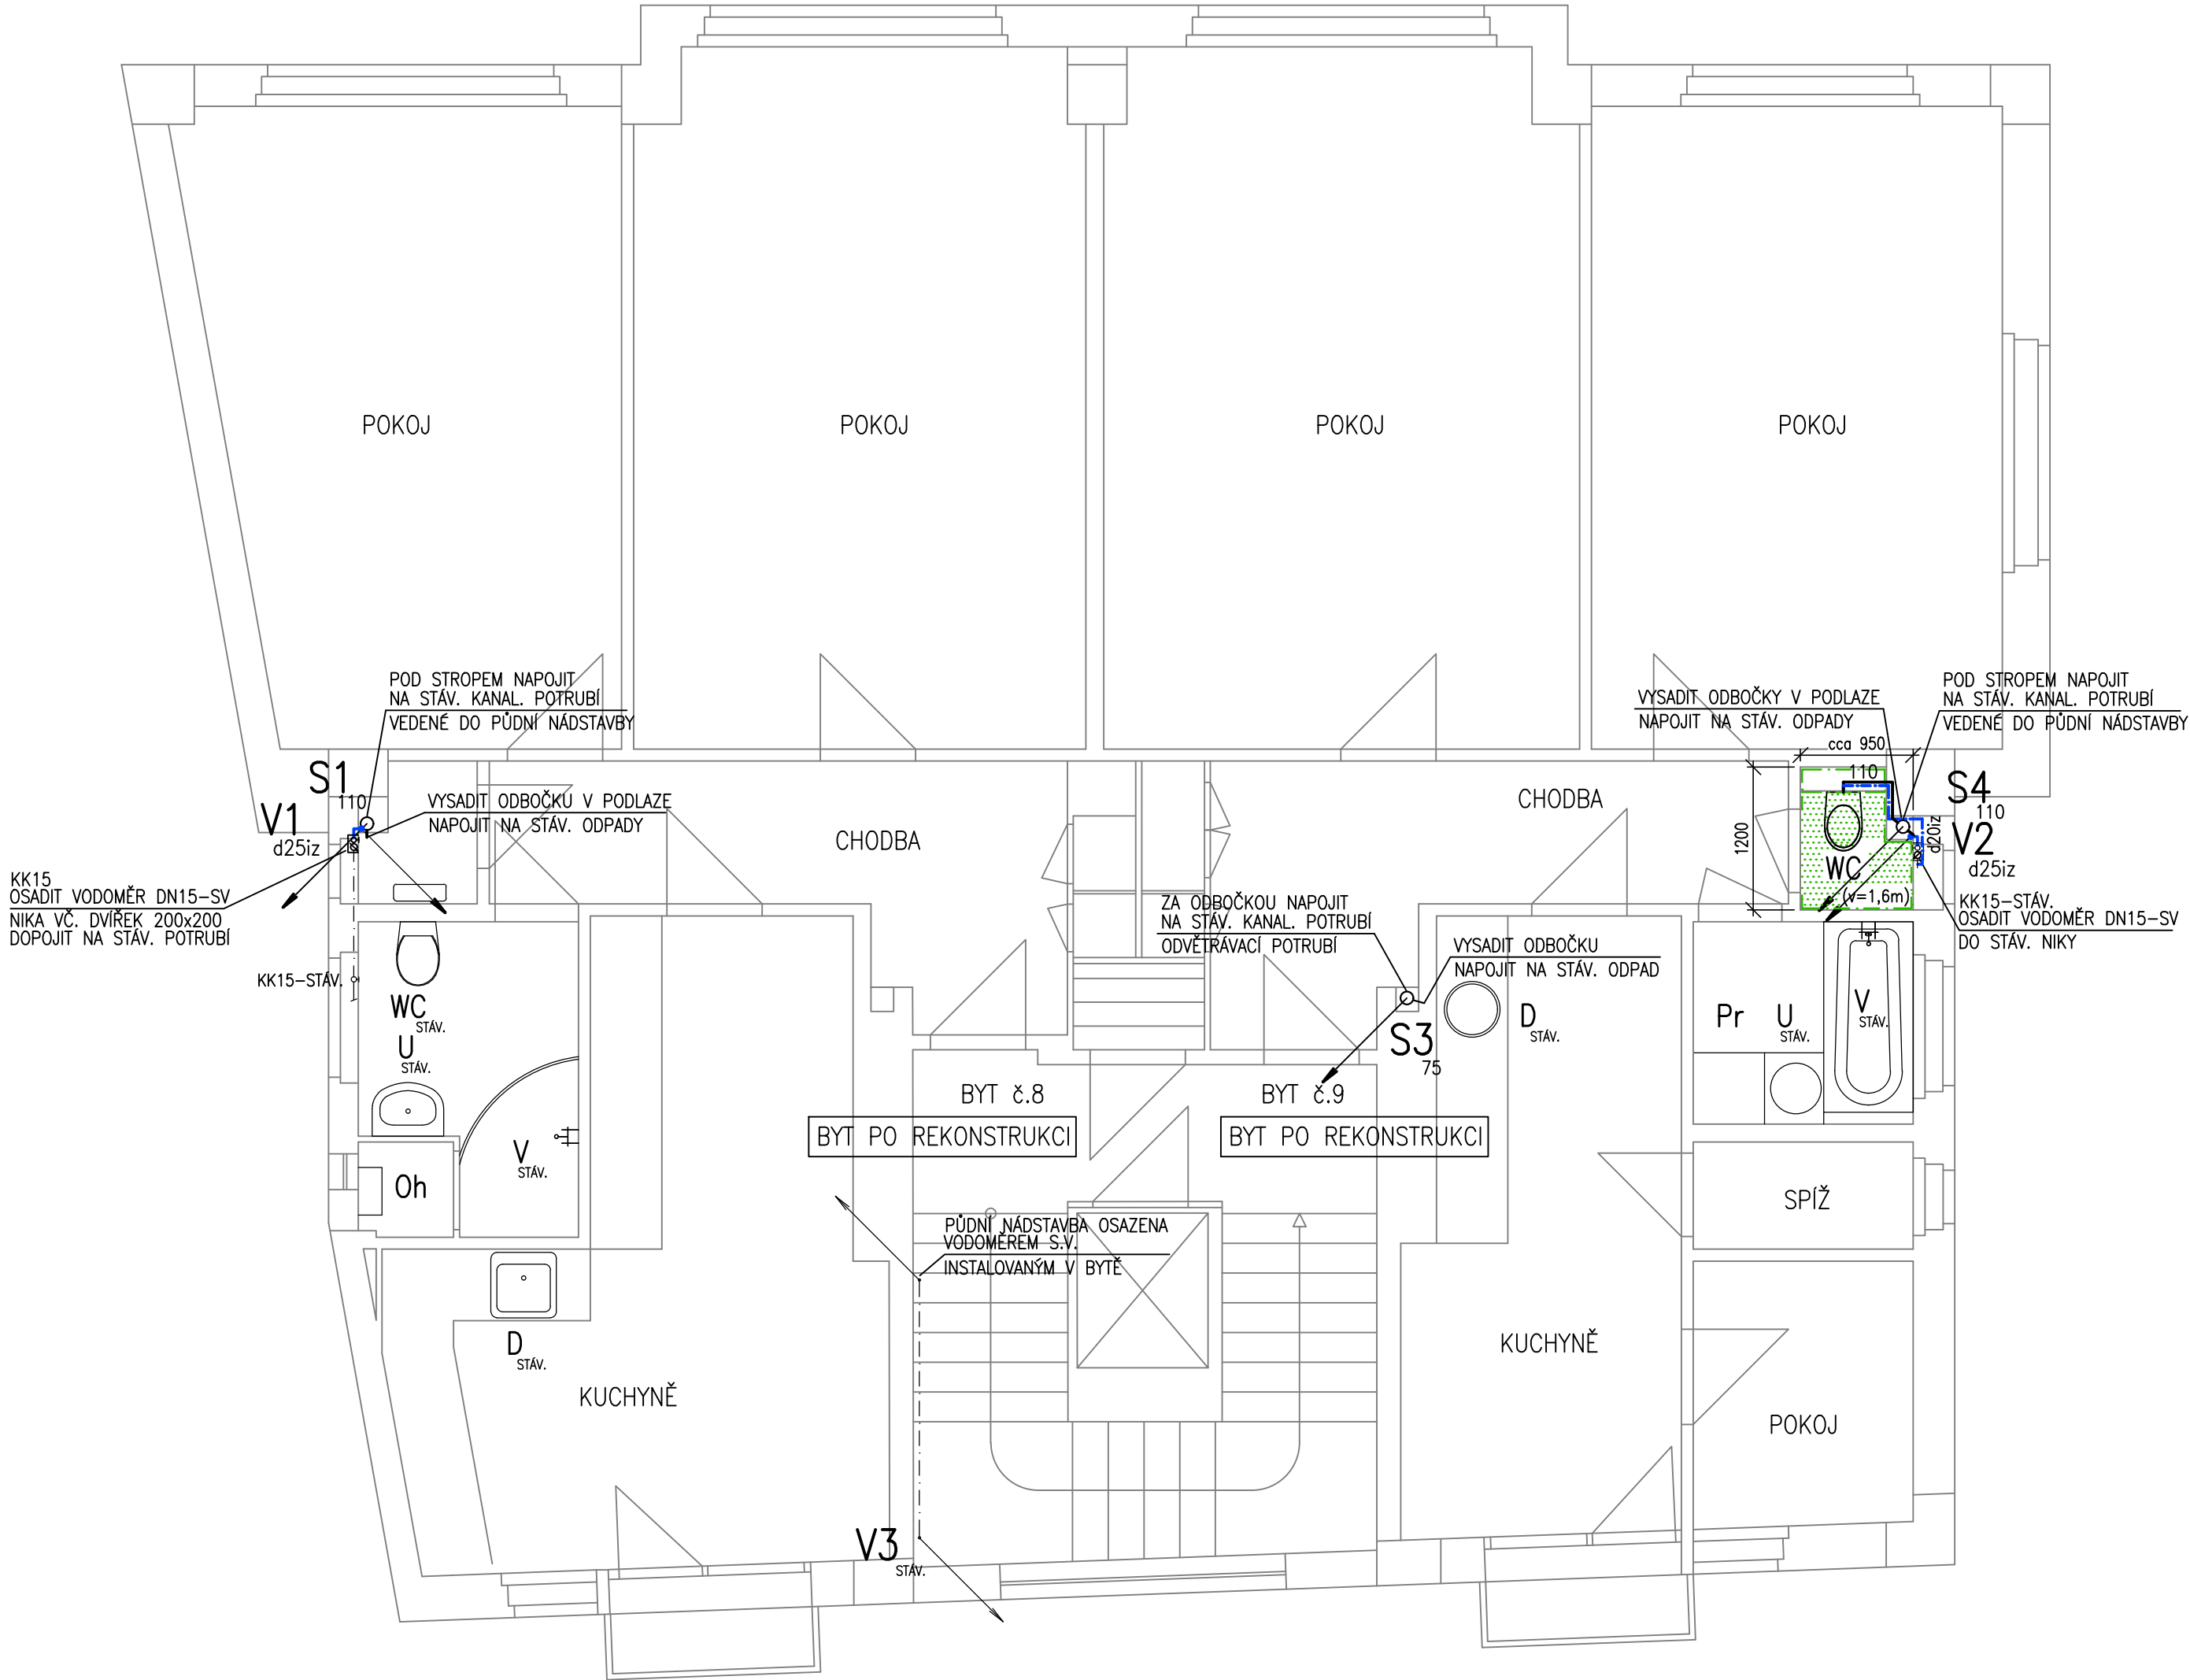 POKOJ
POKOJ
POKOJ
POKOJ
POD STROPEM NAPOJIT
NA STÁV. KANAL. POTRUBÍ
VEDENÉ DO PŮDNÍ NÁDSTAVBY
VYSADIT ODBOČKY V PODLAZE
NAPOJIT NA STÁV. ODPADY
POD STROPEM NAPOJIT
NA STÁV. KANAL. POTRUBÍ
VEDENÉ DO PŮDNÍ NÁDSTAVBY
cca 950
S1
110
V1
d25iz
VYSADIT ODBOČKU V PODLAZE
NAPOJIT NA STÁV. ODPADY
CHODBA
CHODBA
110
1200
WC
(v=1,6m)
d20iz
S4
110
V2
d25iz
KK15
OSADIT VODOMĚR DN15-SV
NIKA VČ. DVÍŘEK 200x200
DOPOJIT NA STÁV. POTRUBÍ
KK15-STÁV.
OSADIT VODOMĚR DN15-SV
DO STÁV. NIKY
ZA ODBOČKOU NAPOJIT
NA STÁV. KANAL. POTRUBÍ
ODVĚTRÁVACÍ POTRUBÍ
VYSADIT ODBOČKU
NAPOJIT NA STÁV. ODPAD
KK15-STÁV.
WC
STÁV.
U
STÁV.
S3
75
D
STÁV.
Pr
U
STÁV.
V
STÁV.
BYT č.8
BYT PO REKONSTRUKCI
BYT č.9
BYT PO REKONSTRUKCI
V
STÁV.
Oh
SPÍŽ
PŮDNÍ NÁDSTAVBA OSAZENA
VODOMĚREM S.V.
INSTALOVANÝM V BYTĚ
D
STÁV.
KUCHYNĚ
KUCHYNĚ
POKOJ
V3
STÁV.